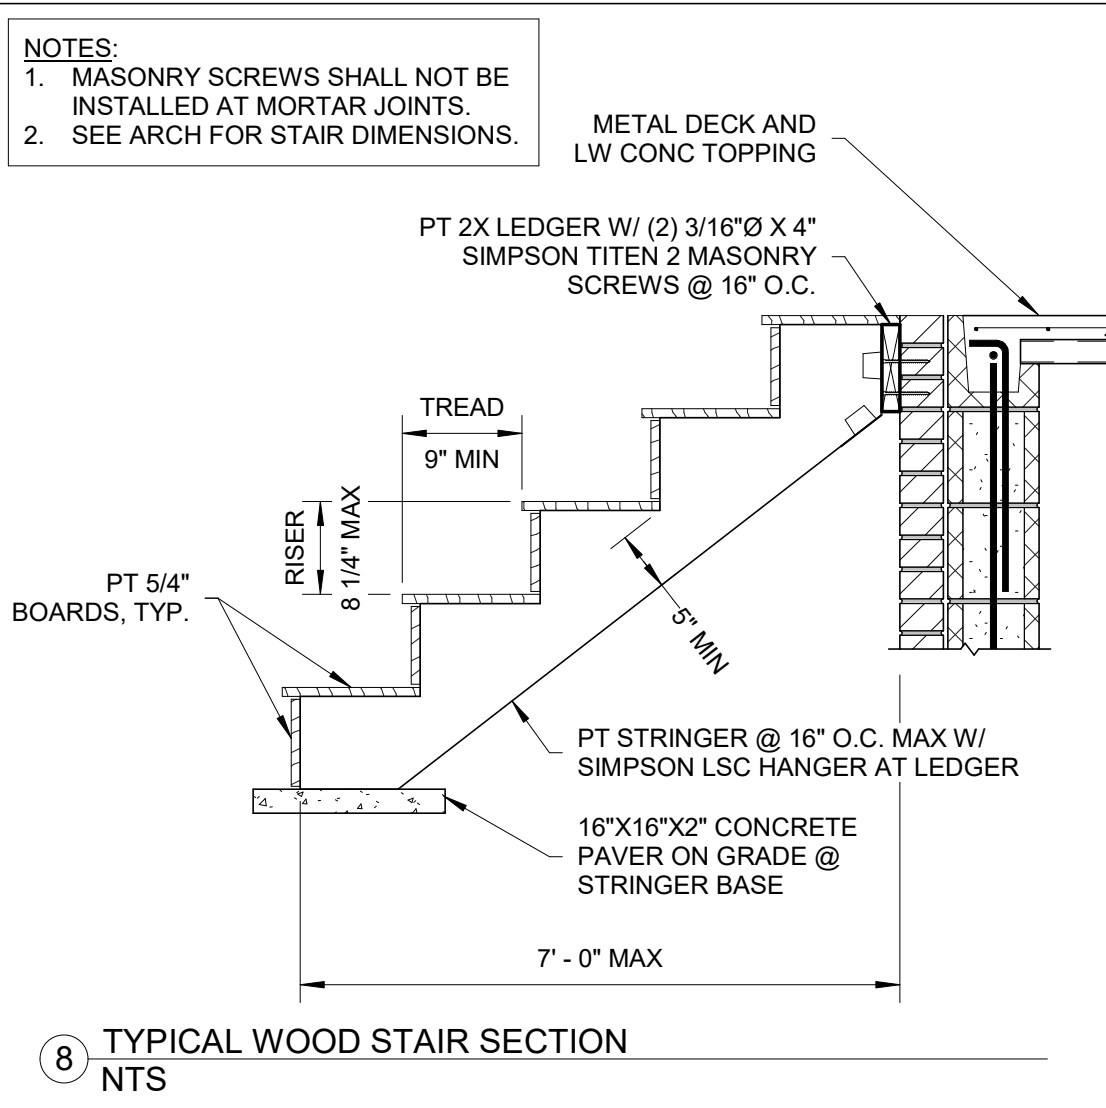 NOTES:
1. MASONRY SCREWS SHALL NOT BE
INSTALLED AT MORTAR JOINTS.
2. SEE ARCH FOR STAIR DIMENSIONS.
METAL DECK AND
LW CONC TOPPING
PT 2X LEDGER W/ (2) 3/16"Ø X 4"
SIMPSON TITEN 2 MASONRY
SCREWS @ 16" O.C.
TREAD
9" MIN
RISER
8 1/4" MAX
PT 5/4"
BOARDS, TYP.
5" MIN
PT STRINGER @ 16" O.C. MAX W/
SIMPSON LSC HANGER AT LEDGER
16"X16"X2" CONCRETE
PAVER ON GRADE @
STRINGER BASE
7' - 0" MAX
8 TYPICAL WOOD STAIR SECTION
NTS